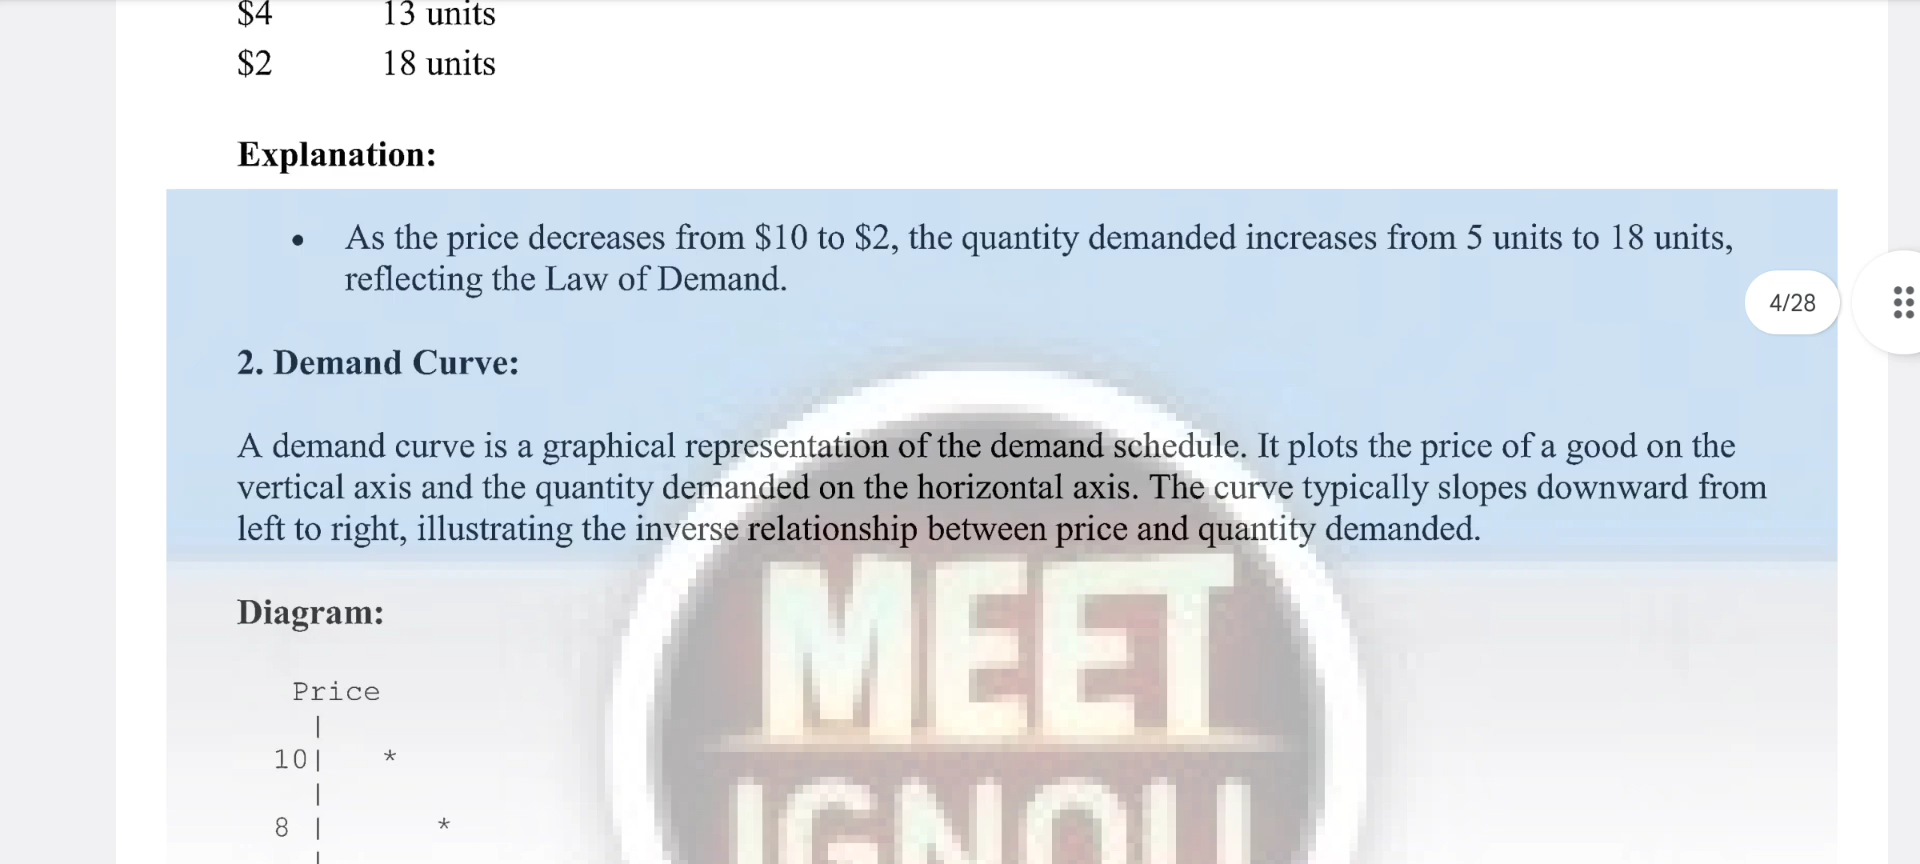 $4 13 units
$2 18 units
Explanation:
• As the price decreases from $10 to $2, the quantity demanded increases from 5 units to 18 units,
reflecting the Law of Demand.
4/28
2. Demand Curve:
A demand curve is a graphical representation of the demand schedule. It plots the price of a good on the
vertical axis and the quantity demanded on the horizontal axis. The curve typically slopes downward from
left to right, illustrating the inverse relationship between price and quantity demanded.
Diagram:
Price
|
10| *
|
8 | *
|
MEET
IGNOU